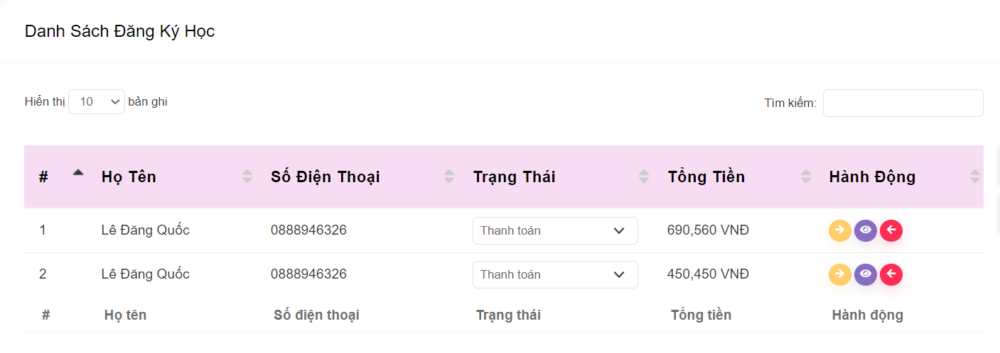 Danh Sách Đăng Ký Học
Hiển thị 10 bản ghi
Tìm kiếm:
# Họ Tên Số Điện Thoại Trạng Thái Tổng Tiền Hành Động
1 Lê Đăng Quốc 0888946326 Thanh toán 690,560 VNĐ
2 Lê Đăng Quốc 0888946326 Thanh toán 450,450 VNĐ
# Họ tên Số điện thoại Trạng thái Tổng tiền Hành động